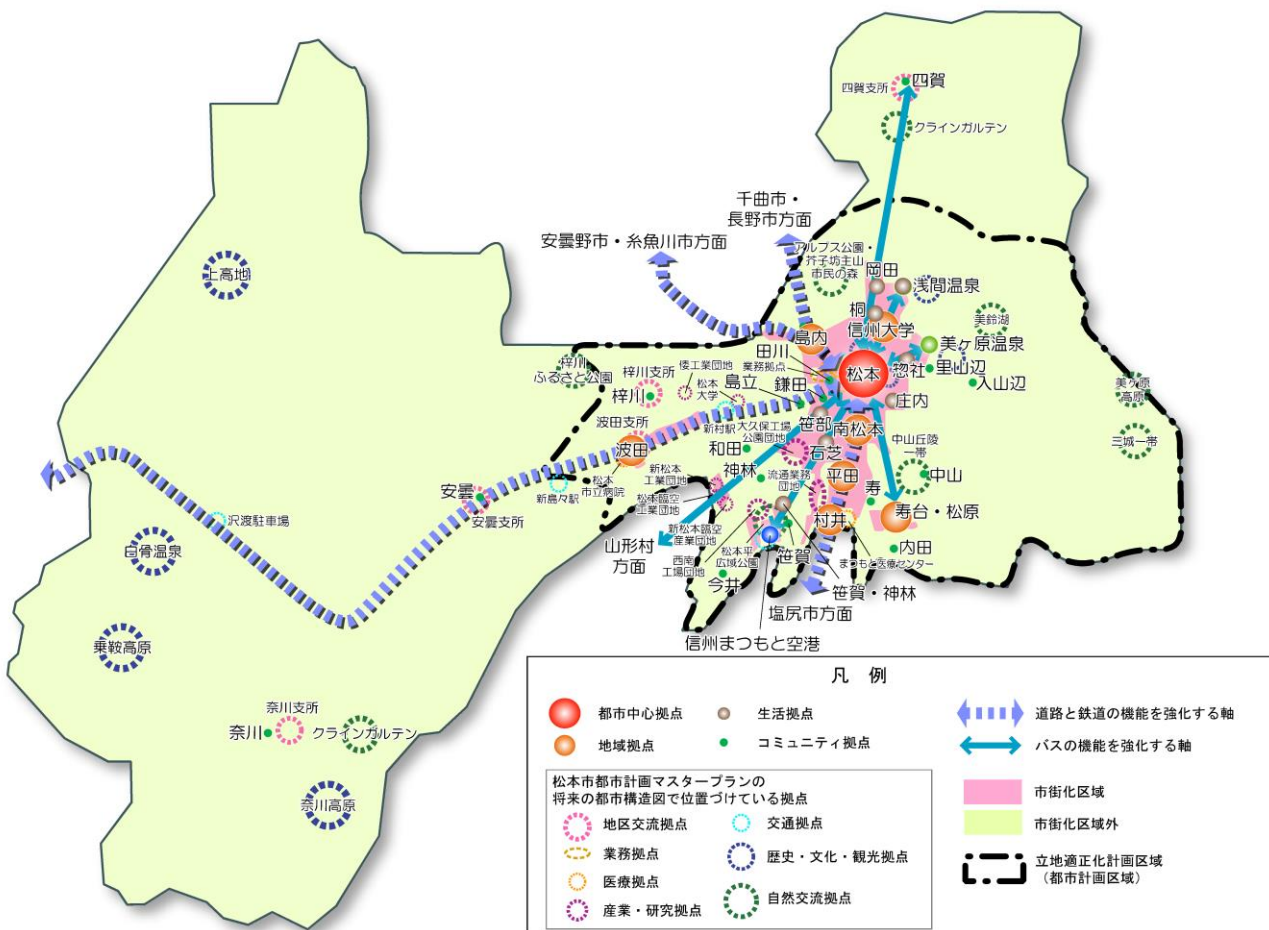 四賀
四賀支所
クラインガルテン
千曲市・
長野市方面
安曇野市・糸魚川市方面
アルプス公園・
芥子坊主山
市民の森
岡田
浅間温泉
上高地
桐
信州大学
美鈴湖
島内
田川
業務拠点
松本
惣社
美ヶ原温泉
里山辺
入山辺
美ヶ原
高原
梓川
ふるさと公園
梓川支所
梓川
倭工業団地
松本
大学
島立
鎌田
庄内
新村駅
大久保工場
公園団地
笹部
南松本
三城一帯
波田支所
波田
和田
石芝
中山丘陵
一帯
中山
神林
流通業務
団地
平田
寿
新松本
工業団地
松本
市立病院
新島々駅
安曇
安曇支所
沢渡駐車場
松本臨空
工業団地
新松本臨空
産業団地
村井
寿台・松原
白骨温泉
山形村
方面
西南
工場団地
松本平
広域公園
笹賀
内田
まつもと医療センター
今井
笹賀・神林
塩尻市方面
信州まつもと空港
乗鞍高原
奈川支所
奈川
クラインガルテン
奈川高原
凡 例
都市中心拠点
生活拠点
道路と鉄道の機能を強化する軸
地域拠点
コミュニティ拠点
バスの機能を強化する軸
松本市都市計画マスタープランの
将来の都市構造図で位置づけている拠点
地区交流拠点
交通拠点
業務拠点
歴史・文化・観光拠点
医療拠点
自然交流拠点
産業・研究拠点
市街化区域
市街化区域外
立地適正化計画区域
(都市計画区域)